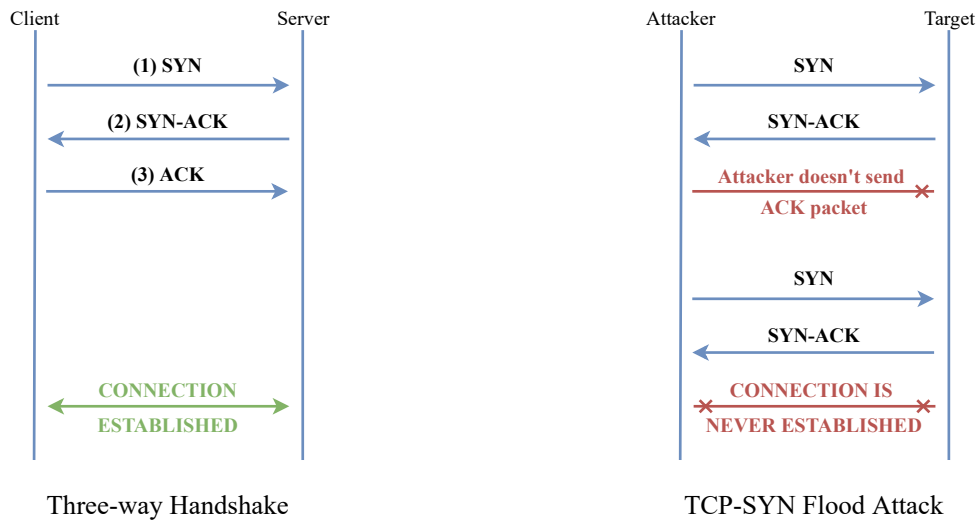 Client
Server
(1) SYN
(2) SYN-ACK
(3) ACK
CONNECTION
ESTABLISHED
Three-way Handshake
Attacker
Target
SYN
SYN-ACK
Attacker doesn't send
ACK packet
SYN
SYN-ACK
CONNECTION IS
NEVER ESTABLISHED
TCP-SYN Flood Attack